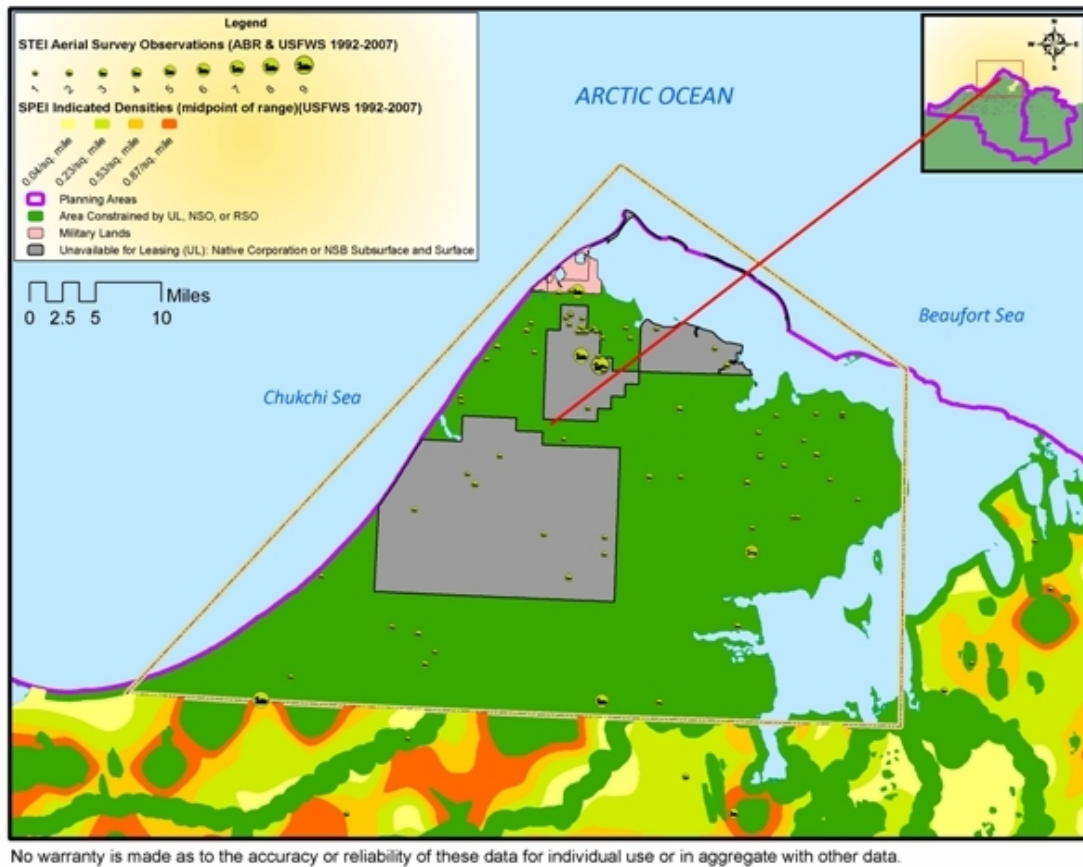 Legend
STEI Aerial Survey Observations (ABR & USFWS 1992-2007)
1 2 3 4 5 6 7 8 9
SPEI Indicated Densities (midpoint of range)(USFWS 1992-2007)
0.04/sq. mile 0.23/sq. mile 0.53/sq. mile 0.87/sq. mile
Planning Areas
Area Constrained by UL, NSO, or RSO
Military Lands
Unavailable for Leasing (UL): Native Corporation or NSB Subsurface and Surface
N
W E
S
ARCTIC OCEAN
Miles
0 2.5 5 10
Beaufort Sea
Chukchi Sea
No warranty is made as to the accuracy or reliability of these data for individual use or in aggregate with other data.